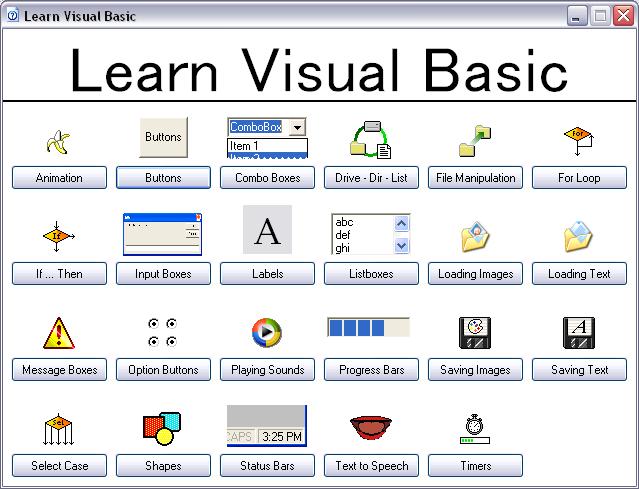 Learn Visual Basic
Learn Visual Basic
Buttons
ComboBox
Item 1
For
Animation
Buttons
Combo Boxes
Drive - Dir - List
File Manipulation
For Loop
If
A
abc
def
ghi
If ... Then
Input Boxes
Labels
Listboxes
Loading Images
Loading Text
A
Message Boxes
Option Buttons
Playing Sounds
Progress Bars
Saving Images
Saving Text
Sel
CAPS
3:25 PM
Select Case
Shapes
Status Bars
Text to Speech
Timers